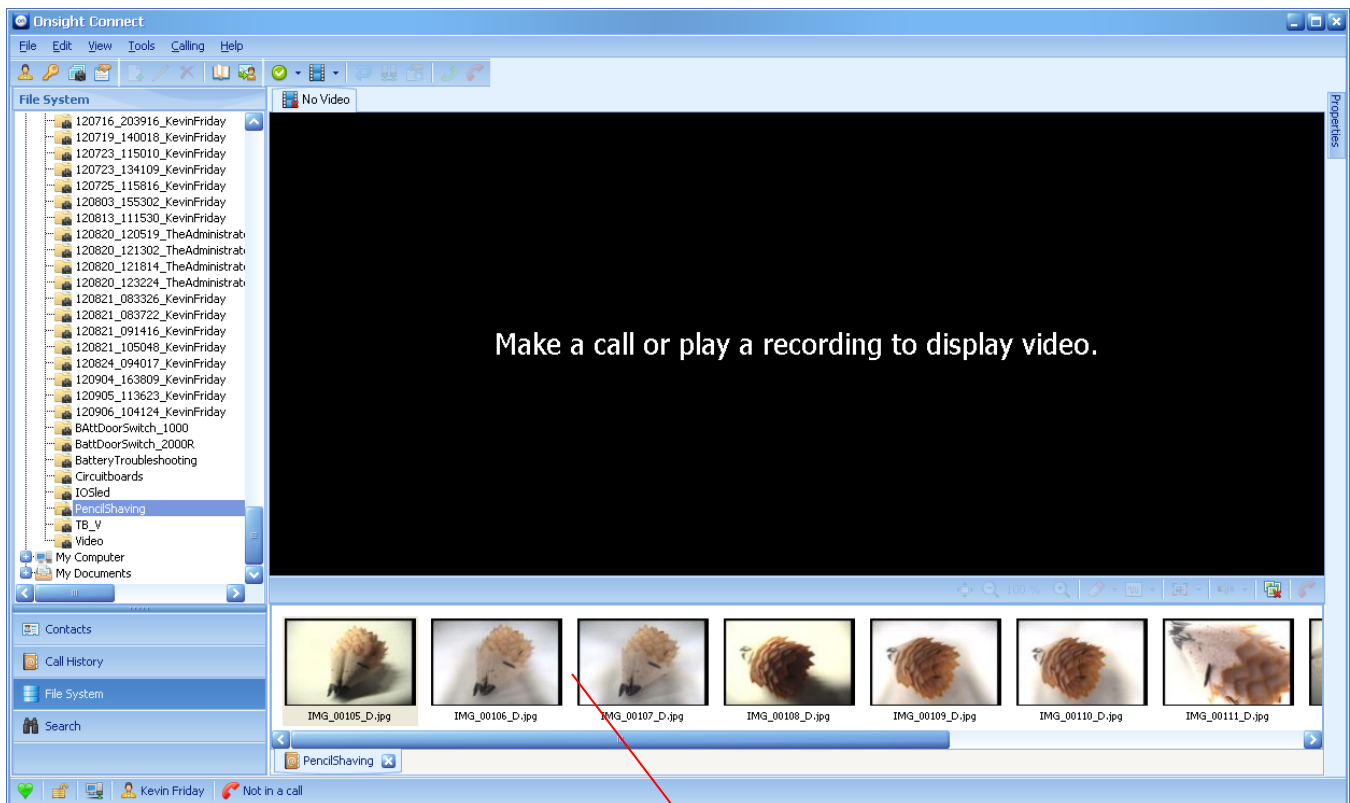 Onsight Connect
File Edit View Tools Calling Help
File System
No Video
Properties
120716_203916_KevinFriday
120719_140018_KevinFriday
120723_115010_KevinFriday
120723_134109_KevinFriday
120725_115816_KevinFriday
120803_155302_KevinFriday
120813_111530_KevinFriday
120820_120519_TheAdministrat
120820_121302_TheAdministrat
120820_121814_TheAdministrat
120820_123224_TheAdministrat
120821_083326_KevinFriday
120821_083722_KevinFriday
120821_091416_KevinFriday
120821_105048_KevinFriday
120824_094017_KevinFriday
120904_163809_KevinFriday
120905_113623_KevinFriday
120906_104124_KevinFriday
BAttDoorSwitch_1000
BattDoorSwitch_2000R
BatteryTroubleshooting
Circuitboards
IOSled
PencilShaving
TB_V
Video
My Computer
My Documents
Make a call or play a recording to display video.
100 %
Contacts
Call History
File System
Search
IMG_00105_D.jpg IMG_00106_D.jpg IMG_00107_D.jpg IMG_00108_D.jpg IMG_00109_D.jpg IMG_00110_D.jpg IMG_00111_D.jpg
PencilShaving
Kevin Friday Not in a call